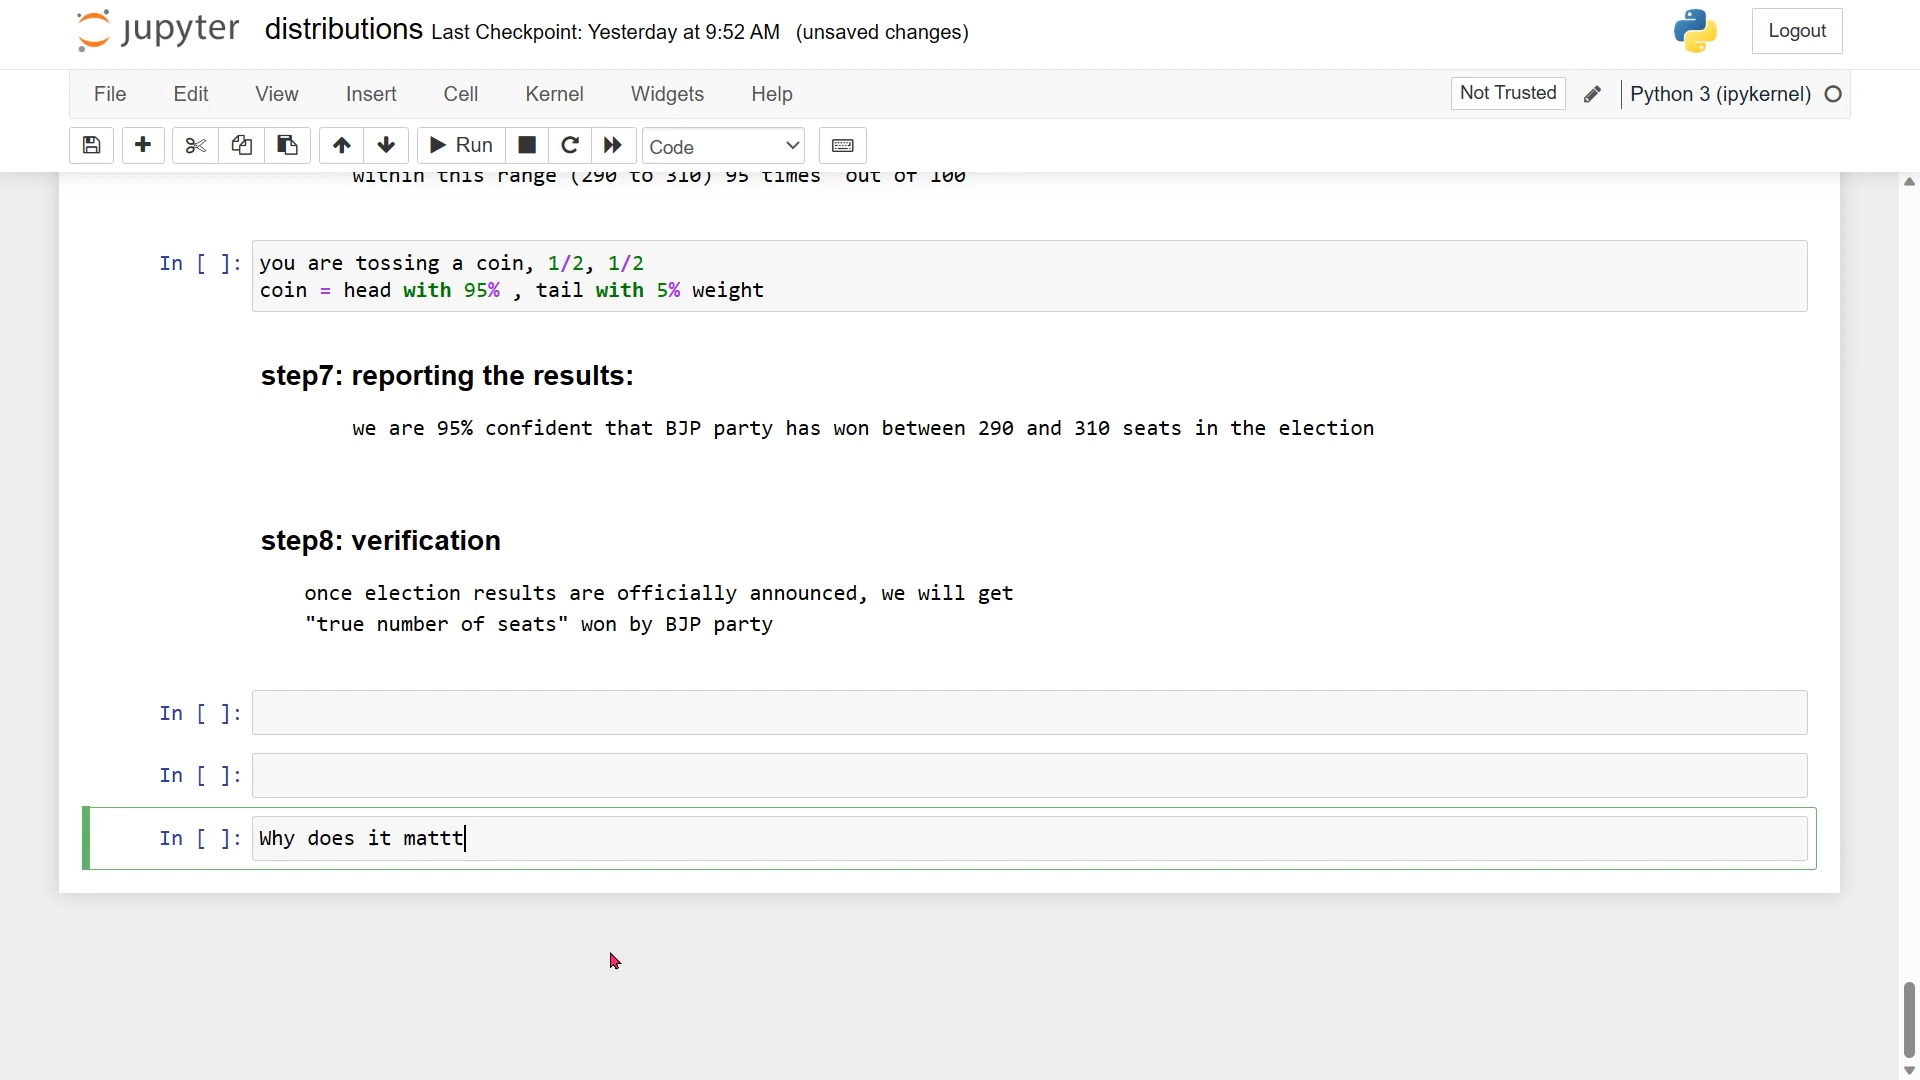 jupyter distributions Last Checkpoint: Yesterday at 9:52 AM (unsaved changes) Logout
File Edit View Insert Cell Kernel Widgets Help Not Trusted Python 3 (ipykernel)
Run Code
within this range (290 to 310) 95 times out of 100
In [ ]: you are tossing a coin, 1/2, 1/2
coin = head with 95% , tail with 5% weight
step7: reporting the results:
we are 95% confident that BJP party has won between 290 and 310 seats in the election
step8: verification
once election results are officially announced, we will get
"true number of seats" won by BJP party
In [ ]:
In [ ]:
In [ ]: Why does it mattt